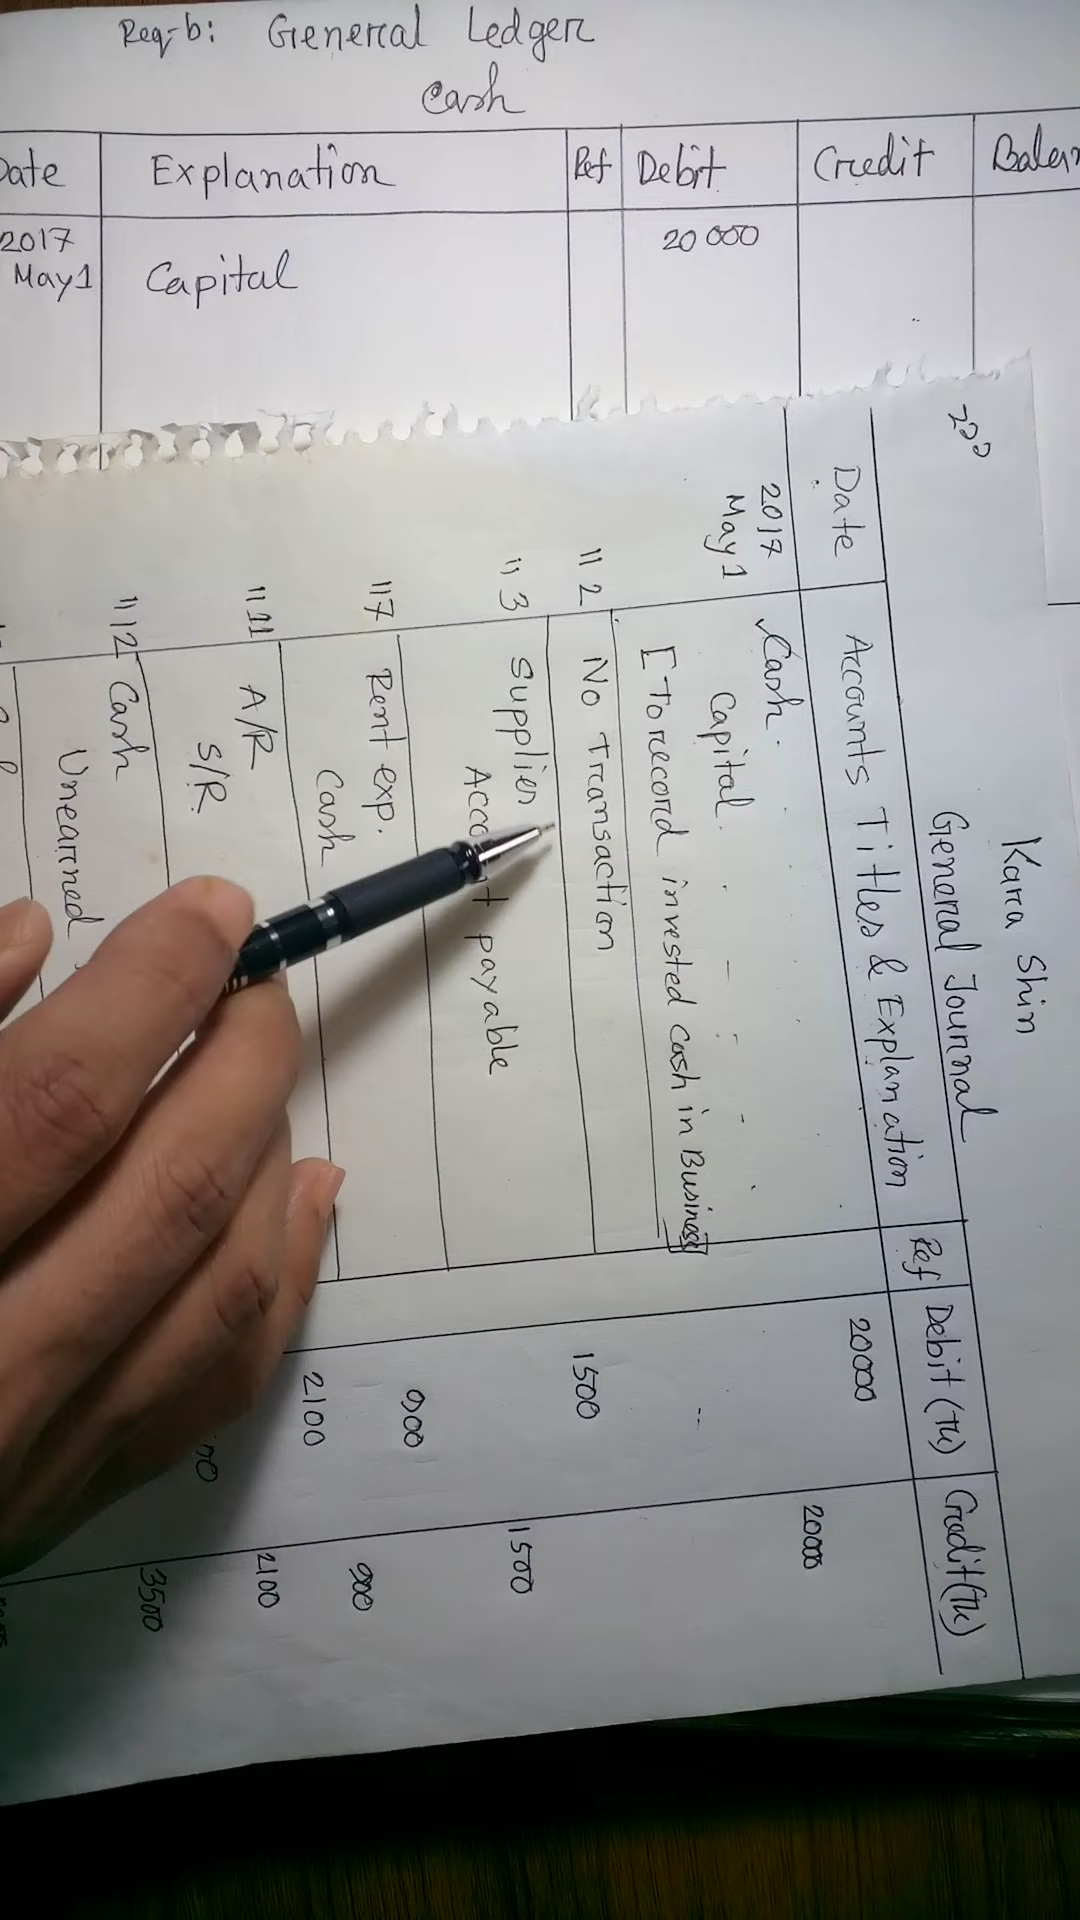 Req-b: General Ledger
Cash
Date Explanation Ref Debit Credit Balan
2017
May 1 Capital 20 000
Kara Shin
General Journal
Date Accounts Titles & Explanation Ref Debit (Tk) Credit (Tk)
2017
May 1 Cash 20000
Capital 20000
[To record invested cash in Business]
" 2 No Transaction
" 3 Supplies 1500
Account payable 1500
" 7 Rent exp. 900
Cash 900
" 11 A/R 2100
S/R 2100
" 12 Cash
Unearned 3500